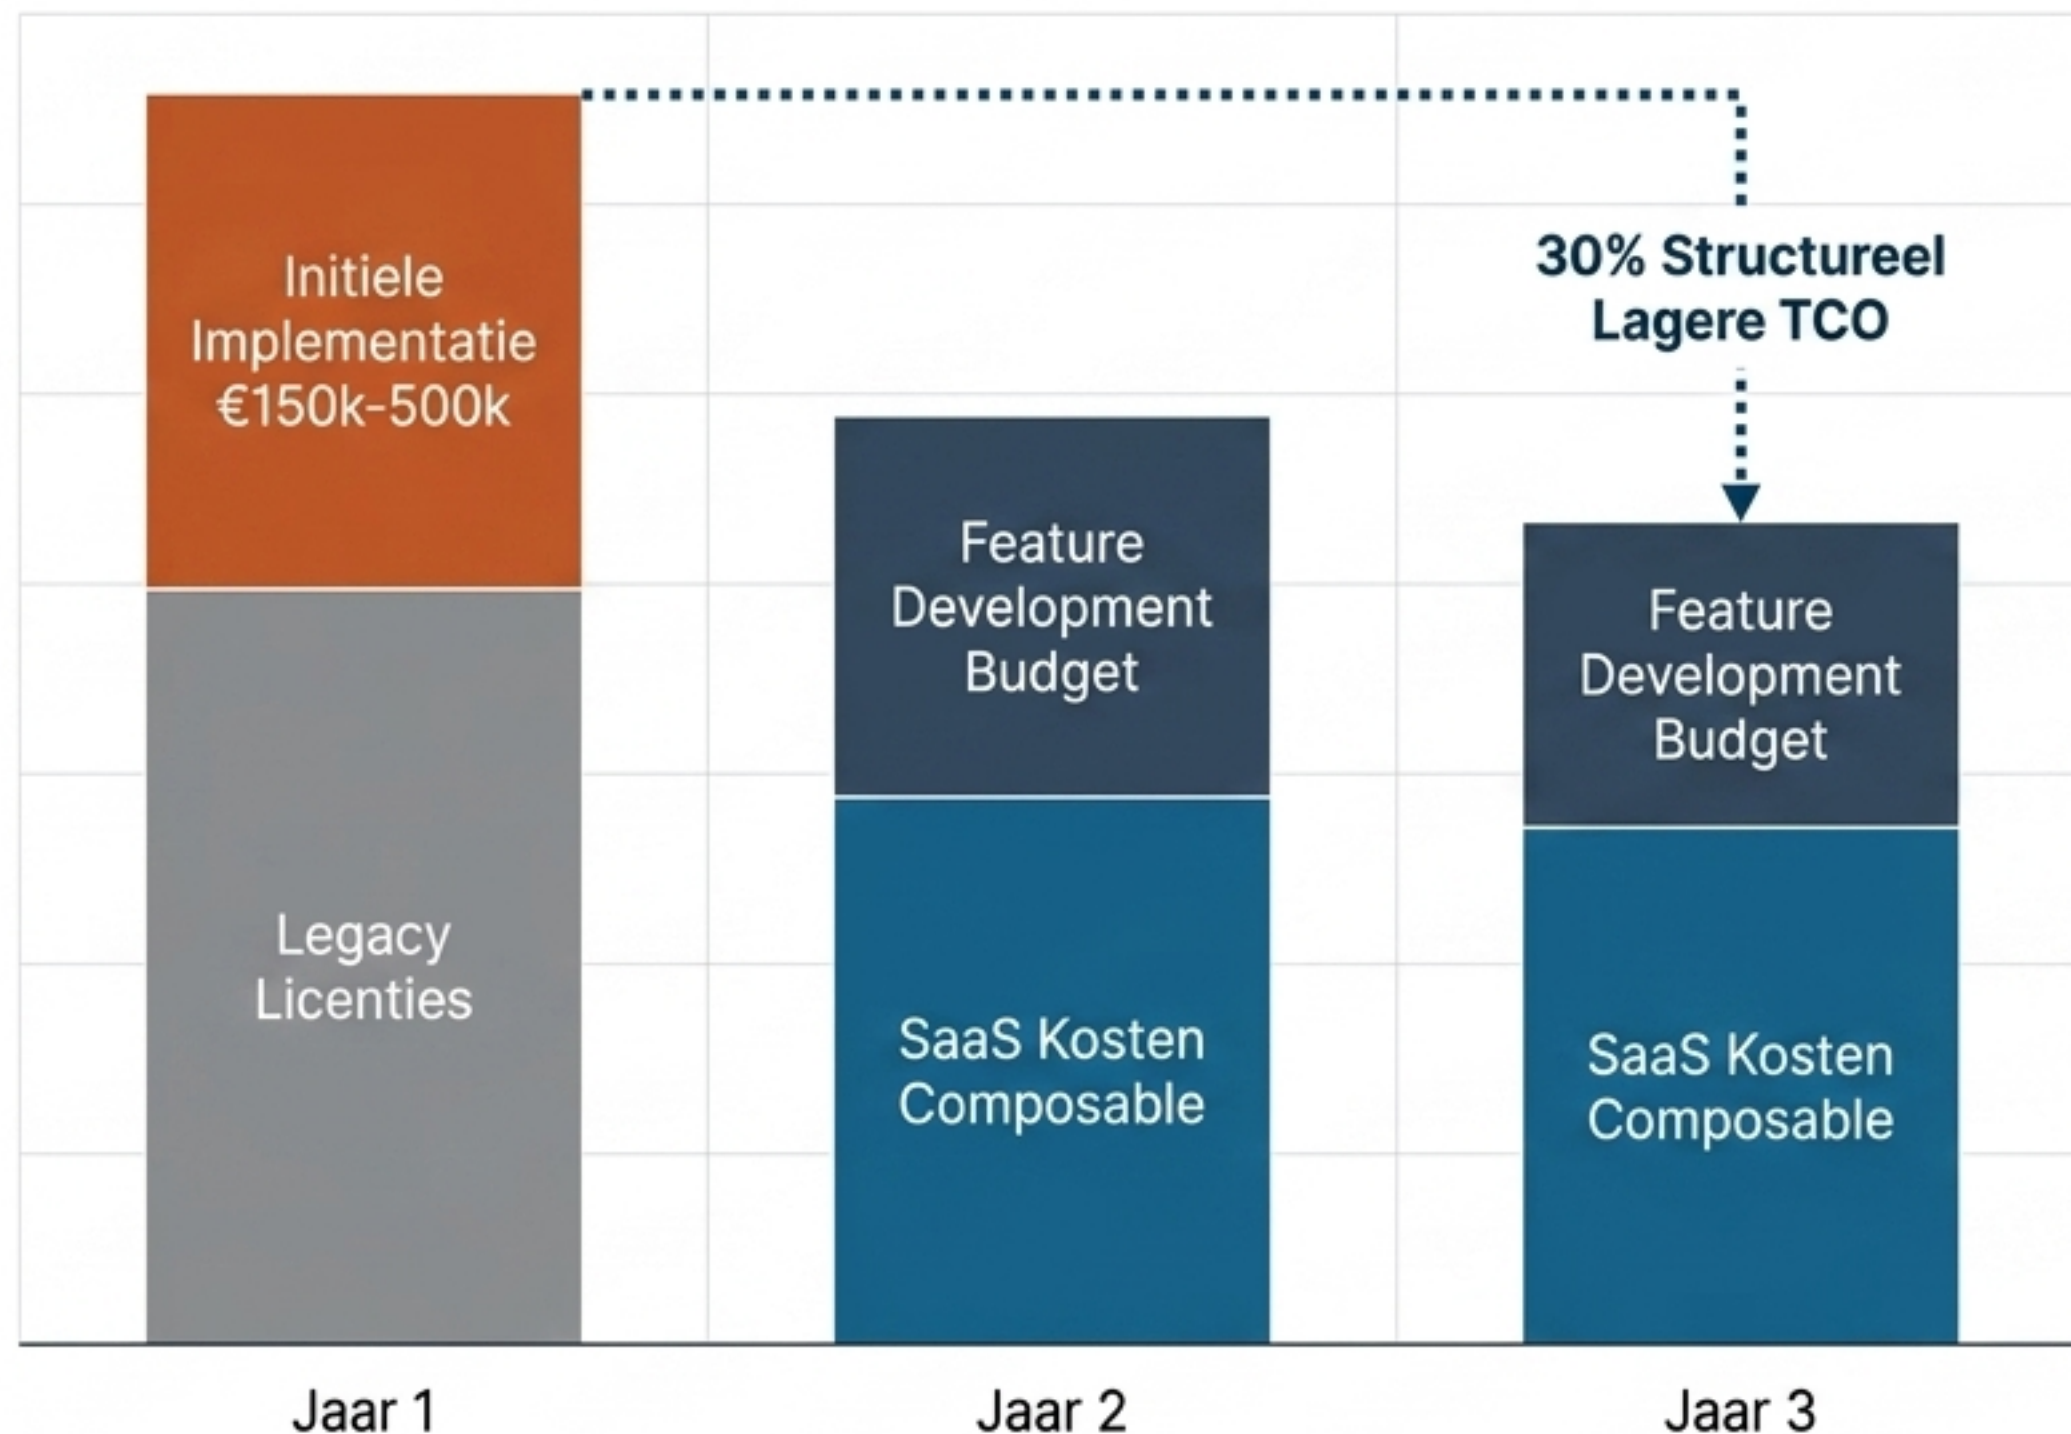 Initiele
Implementatie
€150k-500k
Legacy
Licenties
Feature
Development
Budget
SaaS Kosten
Composable
30% Structureel
Lagere TCO
Feature
Development
Budget
SaaS Kosten
Composable
Jaar 1
Jaar 2
Jaar 3